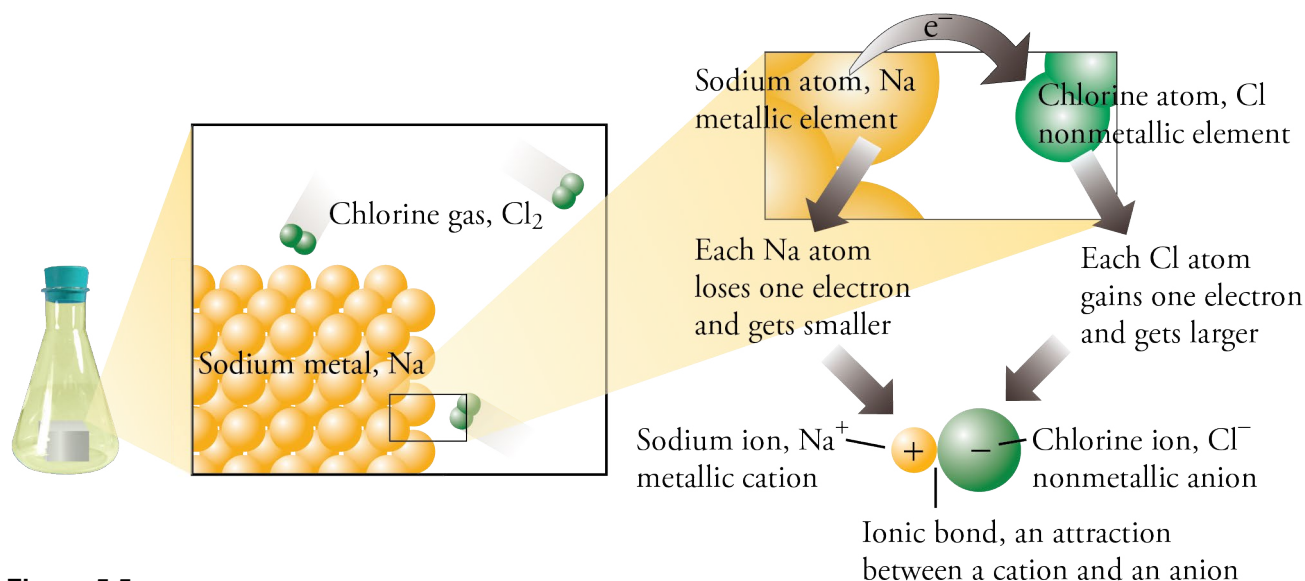 e⁻
Sodium atom, Na
metallic element
Chlorine atom, Cl
nonmetallic element
Chlorine gas, Cl₂
Each Na atom
loses one electron
and gets smaller
Each Cl atom
gains one electron
and gets larger
Sodium metal, Na
Sodium ion, Na⁺
metallic cation
+
−
Chlorine ion, Cl⁻
nonmetallic anion
Ionic bond, an attraction
between a cation and an anion